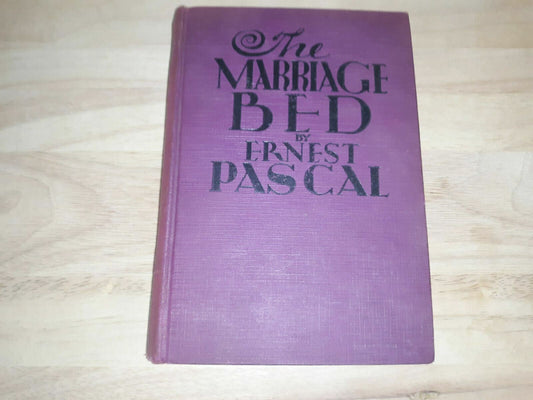 The
MARRIAGE
BED
BY
ERNEST
PASCAL